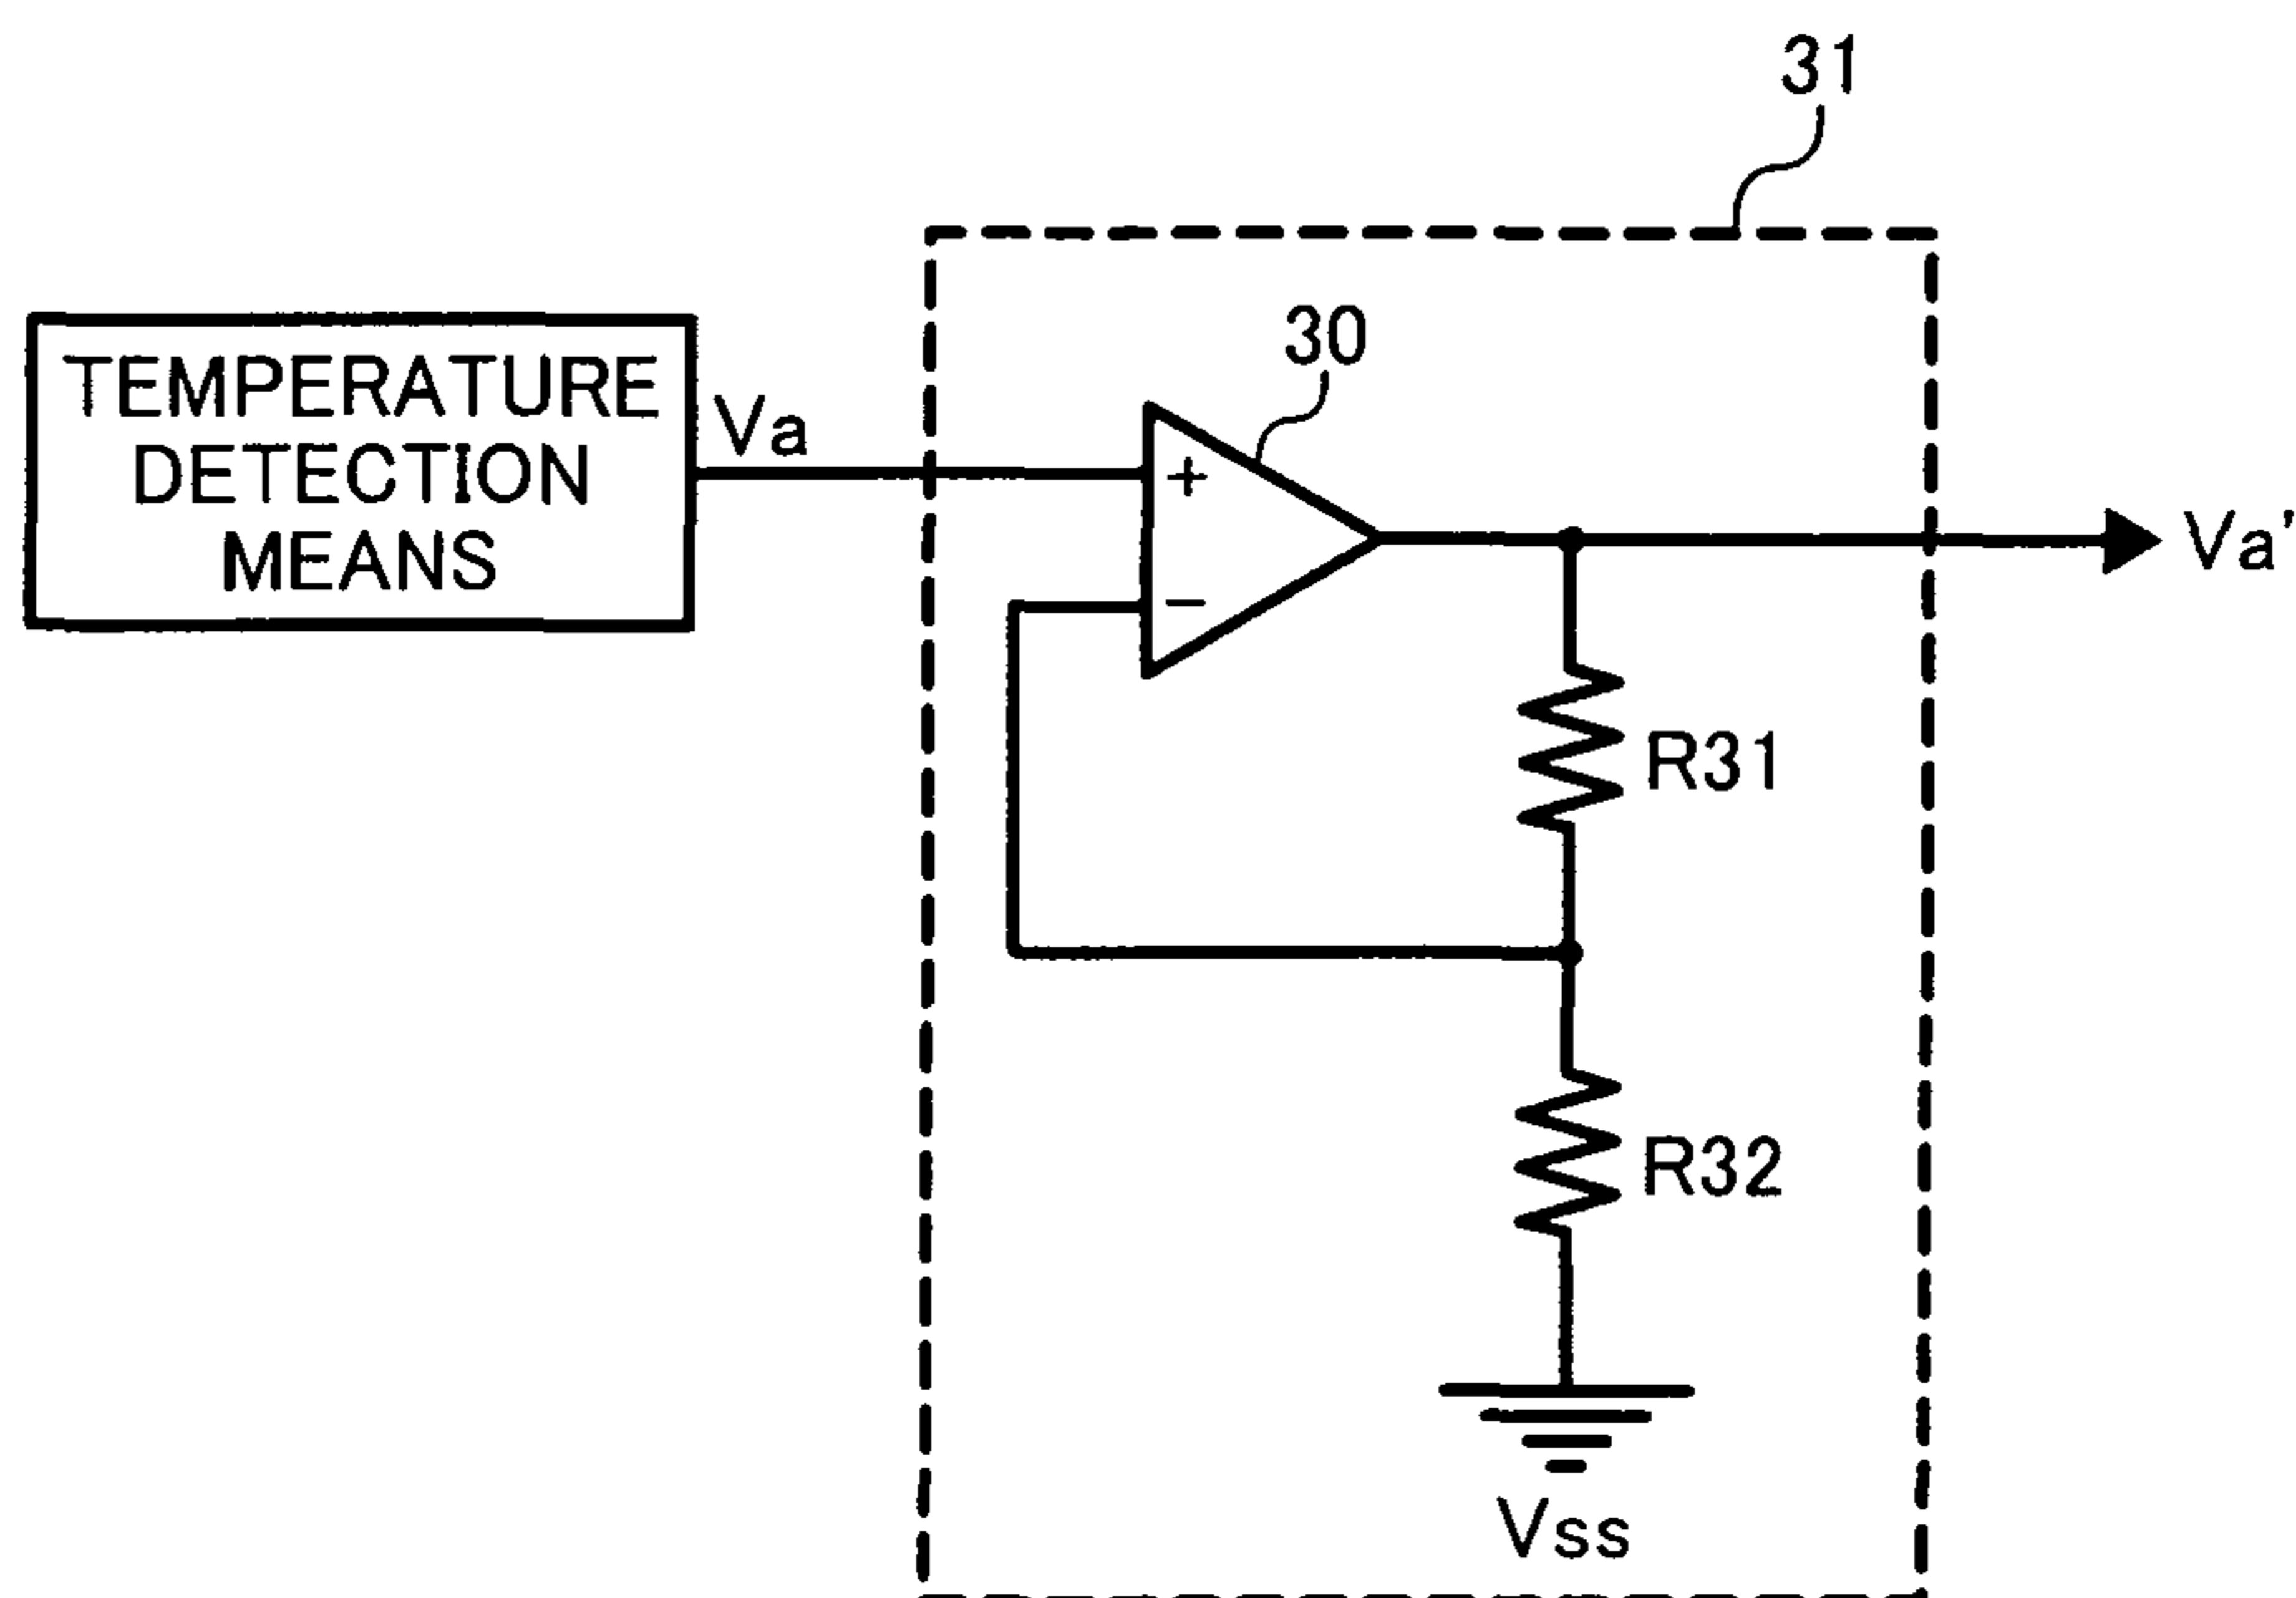 31
30
TEMPERATURE
DETECTION
MEANS
Va
+
−
Va'
R31
R32
Vss